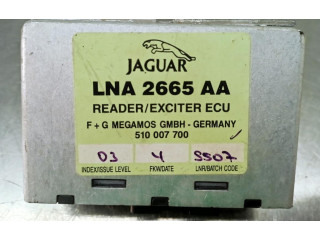 JAGUAR
LNA 2665 AA
READER/EXCITER ECU
F + G MEGAMOS GMBH - GERMANY
510 007 700
03 4 9507
INDEX/ISSUE LEVEL FKW/DATE LNR/BATCH CODE